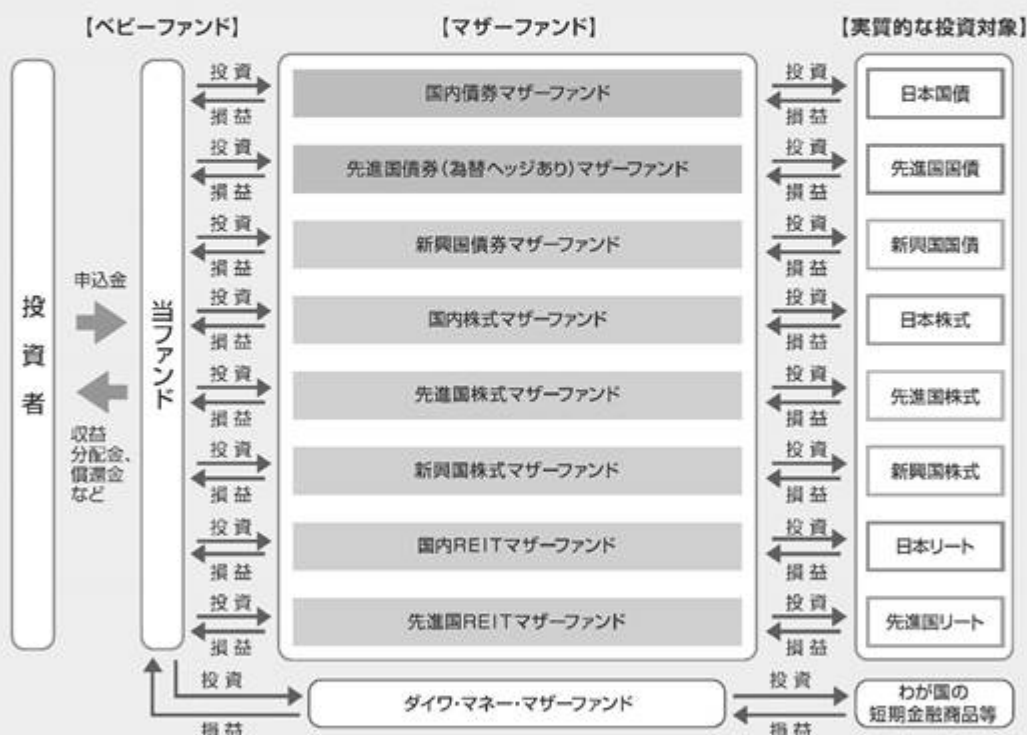 【ベビーファンド】
【マザーファンド】
【実質的な投資対象】
投資者
申込金
収益
分配金、
償還金
など
当ファンド
投資
損益
国内債券マザーファンド
投資
損益
日本国債
投資
損益
先進国債券(為替ヘッジあり)マザーファンド
投資
損益
先進国国債
投資
損益
新興国債券マザーファンド
投資
損益
新興国国債
投資
損益
国内株式マザーファンド
投資
損益
日本株式
投資
損益
先進国株式マザーファンド
投資
損益
先進国株式
投資
損益
新興国株式マザーファンド
投資
損益
新興国株式
投資
損益
国内REITマザーファンド
投資
損益
日本リート
投資
損益
先進国REITマザーファンド
投資
損益
先進国リート
投資
損益
ダイワ・マネー・マザーファンド
投資
損益
わが国の
短期金融商品等